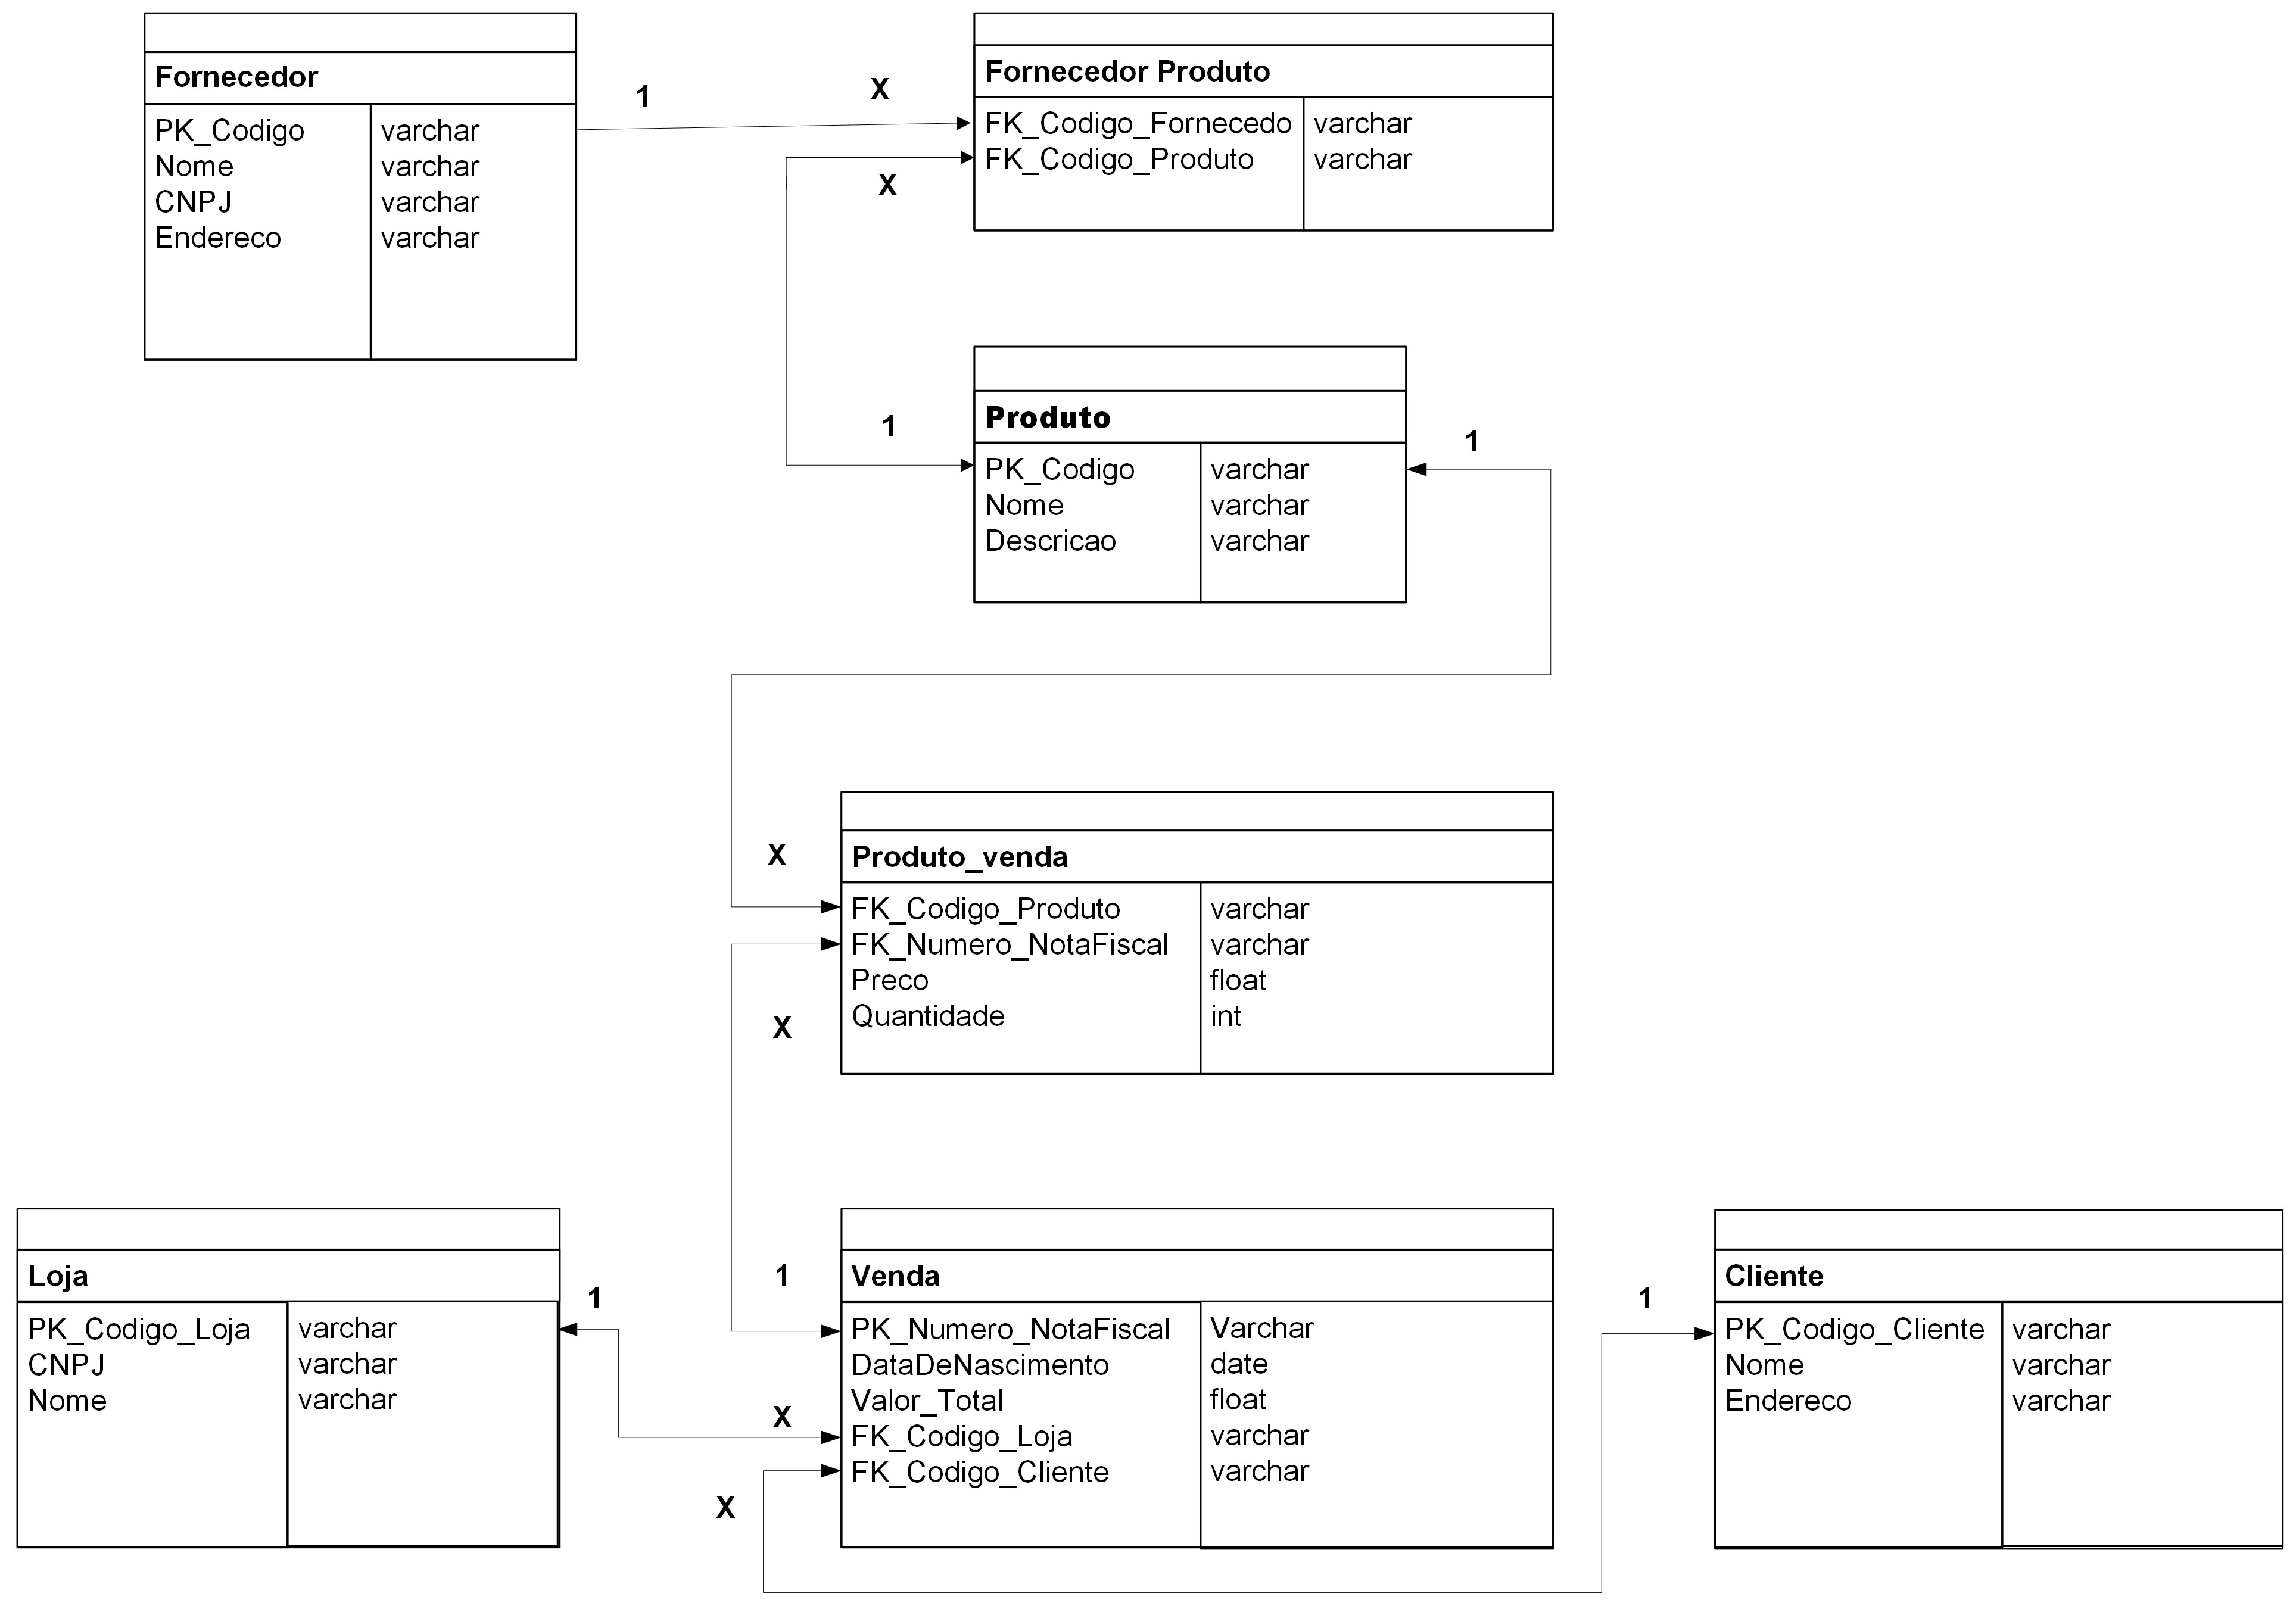 Fornecedor
PK_Codigo varchar
Nome varchar
CNPJ varchar
Endereco varchar
1 X
Fornecedor Produto
FK_Codigo_Fornecedo varchar
FK_Codigo_Produto varchar
X
1
Produto
PK_Codigo varchar
Nome varchar
Descricao varchar
1
X
Produto_venda
FK_Codigo_Produto varchar
FK_Numero_NotaFiscal varchar
Preco float
Quantidade int
X
1
Loja
PK_Codigo_Loja varchar
CNPJ varchar
Nome varchar
1
X
Venda
PK_Numero_NotaFiscal Varchar
DataDeNascimento date
Valor_Total float
FK_Codigo_Loja varchar
FK_Codigo_Cliente varchar
X
1
Cliente
PK_Codigo_Cliente varchar
Nome varchar
Endereco varchar